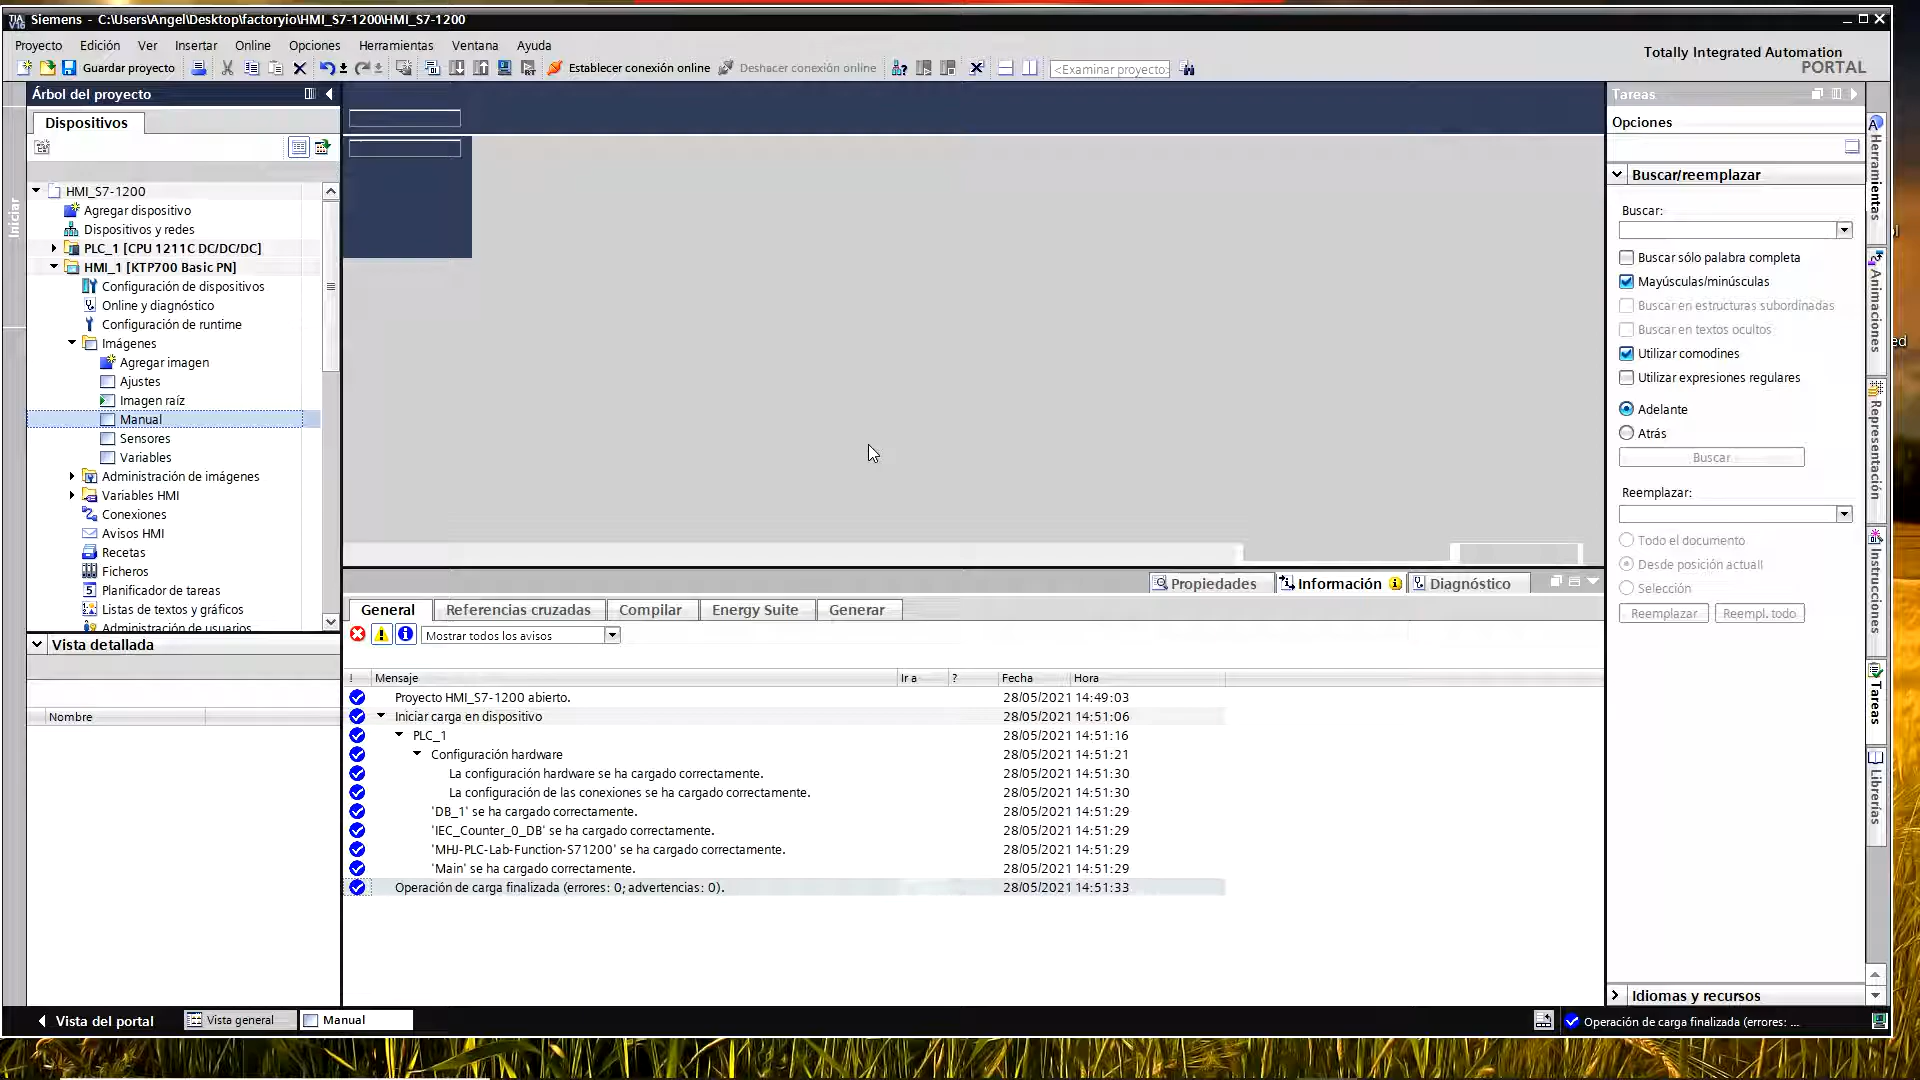 Siemens - C:\Users\Angel\Desktop\factoryio\HMI_S7-1200\HMI_S7-1200
Proyecto Edición Ver Insertar Online Opciones Herramientas Ventana Ayuda
Totally Integrated Automation
PORTAL
Guardar proyecto Establecer conexión online Deshacer conexión online <Examinar proyecto>
Árbol del proyecto
Dispositivos
Iniciar
HMI_S7-1200
Agregar dispositivo
Dispositivos y redes
PLC_1 [CPU 1211C DC/DC/DC]
HMI_1 [KTP700 Basic PN]
Configuración de dispositivos
Online y diagnóstico
Configuración de runtime
Imágenes
Agregar imagen
Ajustes
Imagen raíz
Manual
Sensores
Variables
Administración de imágenes
Variables HMI
Conexiones
Avisos HMI
Recetas
Ficheros
Planificador de tareas
Listas de textos y gráficos
Administración de usuarios
Vista detallada
Nombre
Propiedades Información Diagnóstico
General Referencias cruzadas Compilar Energy Suite Generar
Mostrar todos los avisos
! Mensaje Ir a ? Fecha Hora
Proyecto HMI_S7-1200 abierto. 28/05/2021 14:49:03
Iniciar carga en dispositivo 28/05/2021 14:51:06
PLC_1 28/05/2021 14:51:16
Configuración hardware 28/05/2021 14:51:21
La configuración hardware se ha cargado correctamente. 28/05/2021 14:51:30
La configuración de las conexiones se ha cargado correctamente. 28/05/2021 14:51:30
'DB_1' se ha cargado correctamente. 28/05/2021 14:51:29
'IEC_Counter_0_DB' se ha cargado correctamente. 28/05/2021 14:51:29
'MHJ-PLC-Lab-Function-S71200' se ha cargado correctamente. 28/05/2021 14:51:29
'Main' se ha cargado correctamente. 28/05/2021 14:51:29
Operación de carga finalizada (errores: 0; advertencias: 0). 28/05/2021 14:51:33
Tareas
Opciones
Buscar/reemplazar
Buscar:
Buscar sólo palabra completa
Mayúsculas/minúsculas
Buscar en estructuras subordinadas
Buscar en textos ocultos
Utilizar comodines
Utilizar expresiones regulares
Adelante
Atrás
Buscar
Reemplazar:
Todo el documento
Desde posición actuall
Selección
Reemplazar Reempl. todo
Idiomas y recursos
Herramientas
Animaciones
Representación
Instrucciones
Tareas
Librerías
Vista del portal Vista general Manual Operación de carga finalizada (errores: ...